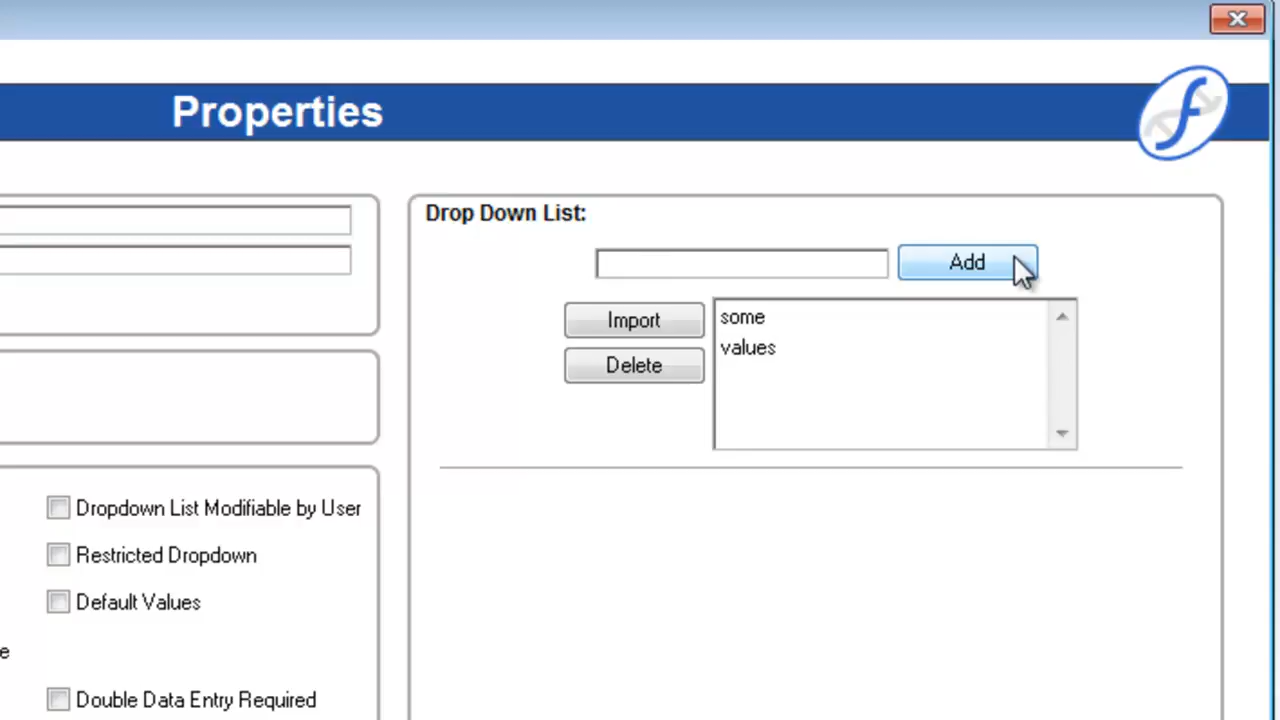 Properties
Drop Down List:
Add
Import
Delete
some
values
Dropdown List Modifiable by User
Restricted Dropdown
Default Values
e
Double Data Entry Required